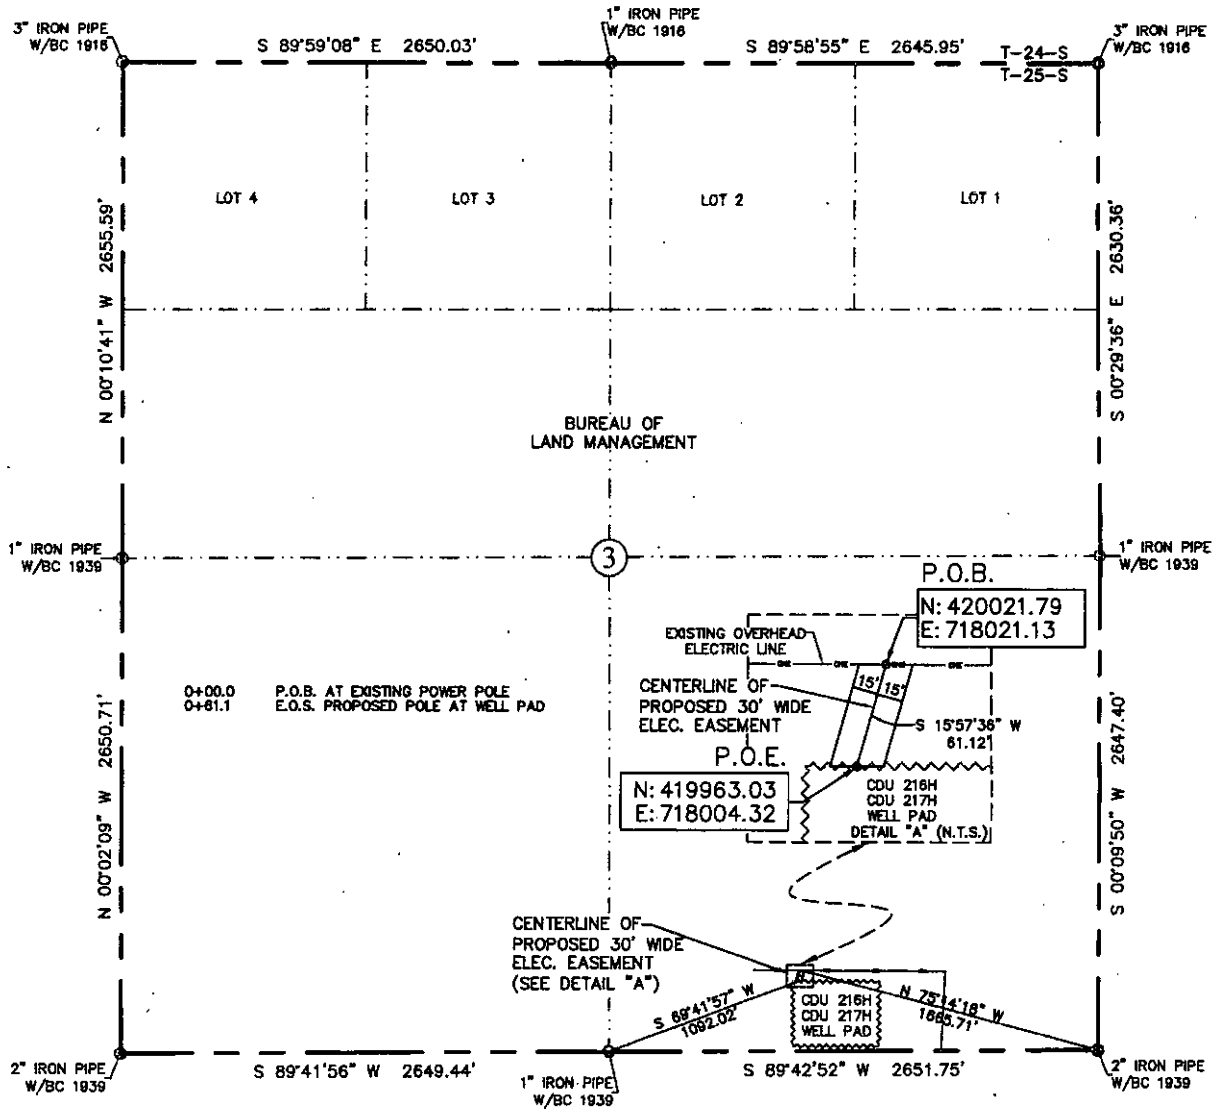 3" IRON PIPE
W/BC 1916
S 89°59'08" E 2650.03'
1" IRON PIPE
W/BC 1916
S 89°58'55" E 2645.95'
T-24-S
T-25-S
3" IRON PIPE
W/BC 1916
LOT 4
LOT 3
LOT 2
LOT 1
N 00°10'41" W 2655.59'
S 00°29'36" E 2630.36'
BUREAU OF
LAND MANAGEMENT
1" IRON PIPE
W/BC 1939
3
1" IRON PIPE
W/BC 1939
P.O.B.
N: 420021.79
E: 718021.13
EXISTING OVERHEAD
ELECTRIC LINE
OHE OHE OHE OHE
15' 15'
CENTERLINE OF
PROPOSED 30' WIDE
ELEC. EASEMENT
S 15°57'36" W
61.12'
0+00.0 P.O.B. AT EXISTING POWER POLE
0+61.1 E.O.S. PROPOSED POLE AT WELL PAD
P.O.E.
N: 419963.03
E: 718004.32
CDU 216H
CDU 217H
WELL PAD
DETAIL "A" (N.T.S.)
N 00°02'09" W 2650.71'
S 00°09'50" W 2647.40'
CENTERLINE OF
PROPOSED 30' WIDE
ELEC. EASEMENT
(SEE DETAIL "A")
S 69°41'57" W
1092.02'
CDU 216H
CDU 217H
WELL PAD
N 75°14'18" W
1665.71'
2" IRON PIPE
W/BC 1939
S 89°41'56" W 2649.44'
1" IRON PIPE
W/BC 1939
S 89°42'52" W 2651.75'
2" IRON PIPE
W/BC 1939